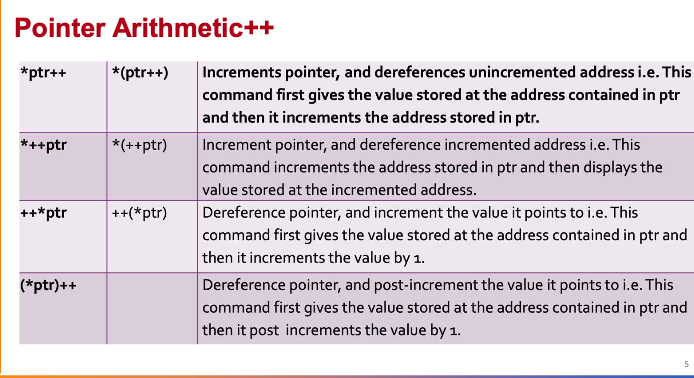 Pointer Arithmetic++
*ptr++ *(ptr++) Increments pointer, and dereferences unincremented address i.e. This
command first gives the value stored at the address contained in ptr
and then it increments the address stored in ptr.
*++ptr *(++ptr) Increment pointer, and dereference incremented address i.e. This
command increments the address stored in ptr and then displays the
value stored at the incremented address.
++*ptr ++(*ptr) Dereference pointer, and increment the value it points to i.e. This
command first gives the value stored at the address contained in ptr and
then it increments the value by 1.
(*ptr)++ Dereference pointer, and post-increment the value it points to i.e. This
command first gives the value stored at the address contained in ptr and
then it post increments the value by 1.
5